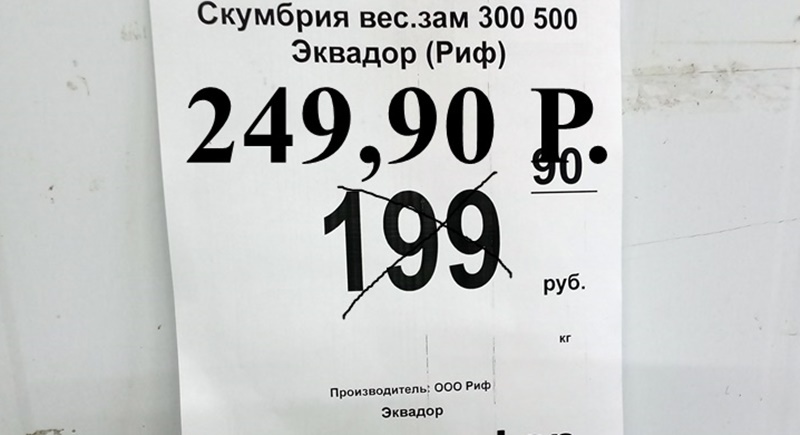 Скумбрия вес.зам 300 500
Эквадор (Риф)
249,90 Р.
199 90
руб.
кг
Производитель: ООО Риф
Эквадор